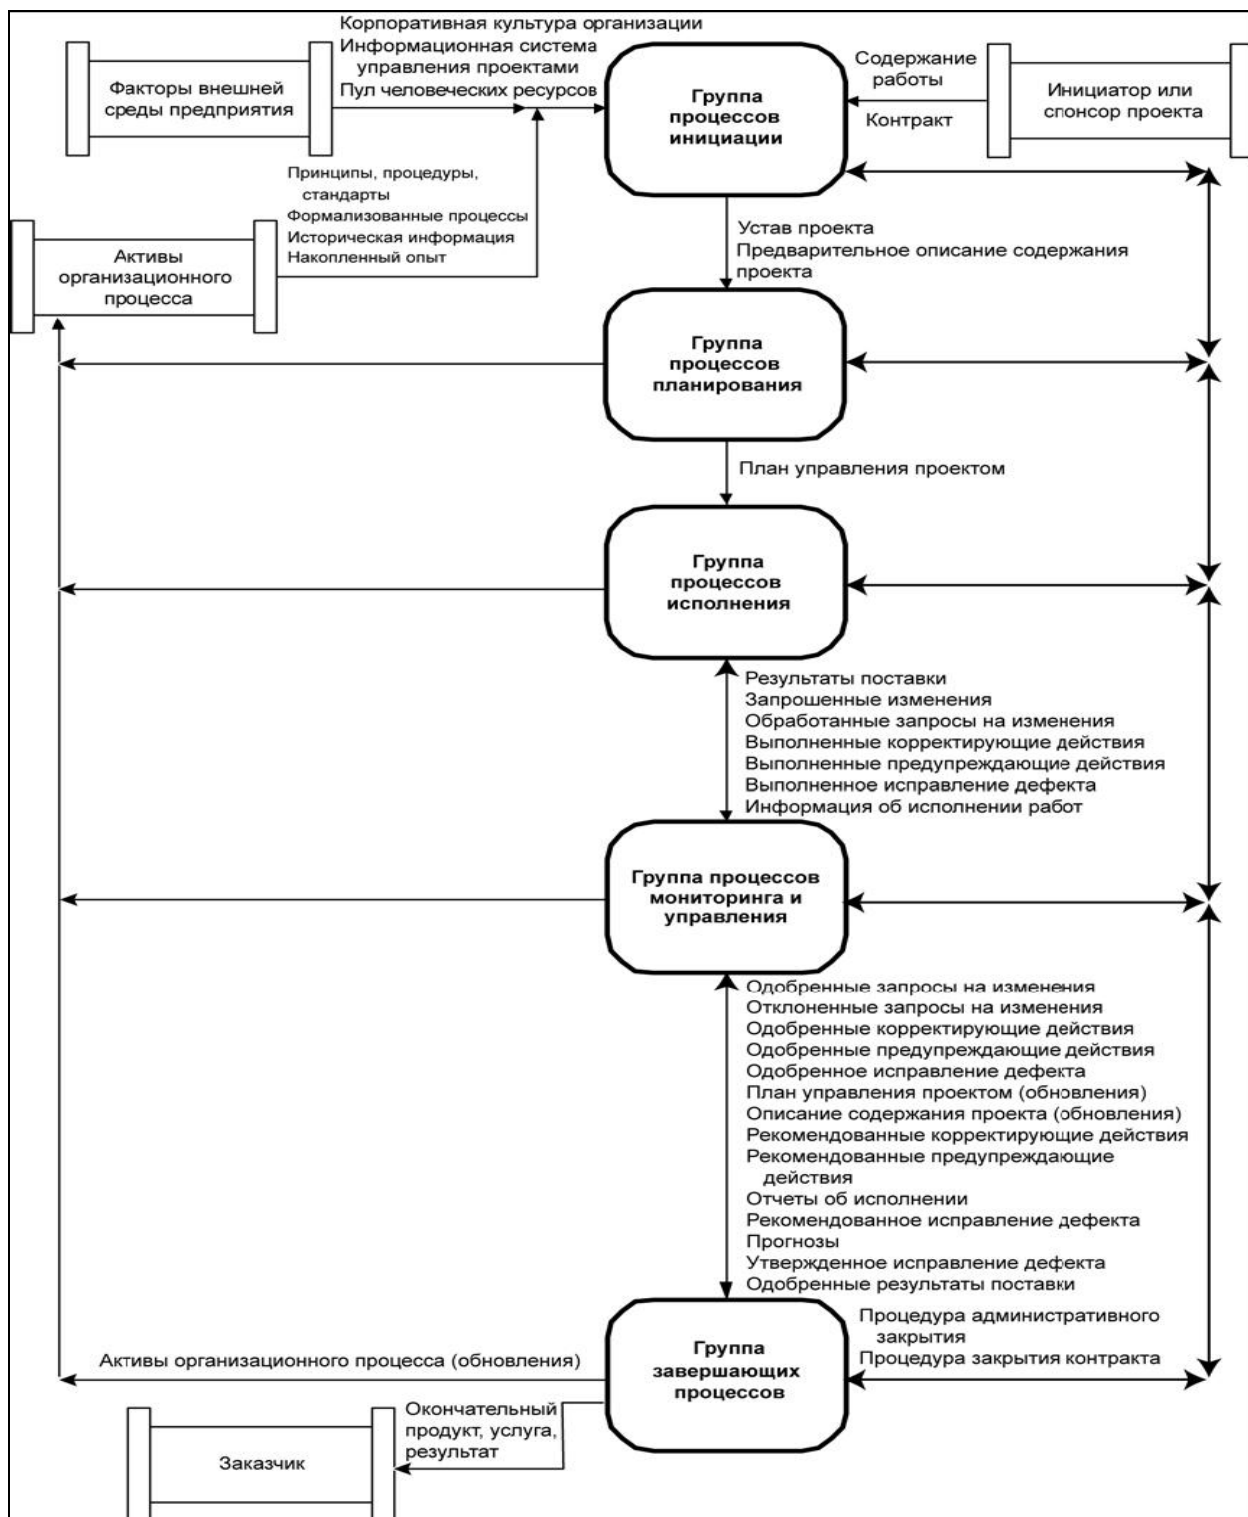 Корпоративная культура организации
Информационная система
управления проектами
Пул человеческих ресурсов
Факторы внешней
среды предприятия
Группа
процессов
инициации
Содержание
работы
Контракт
Инициатор или
спонсор проекта
Принципы, процедуры,
стандарты
Формализованные процессы
Историческая информация
Накопленный опыт
Активы
организационного
процесса
Устав проекта
Предварительное описание содержания
проекта
Группа
процессов
планирования
План управления проектом
Группа
процессов
исполнения
Результаты поставки
Запрошенные изменения
Обработанные запросы на изменения
Выполненные корректирующие действия
Выполненные предупреждающие действия
Выполненное исправление дефекта
Информация об исполнении работ
Группа процессов
мониторинга и
управления
Одобренные запросы на изменения
Отклоненные запросы на изменения
Одобренные корректирующие действия
Одобренные предупреждающие действия
Одобренное исправление дефекта
План управления проектом (обновления)
Описание содержания проекта (обновления)
Рекомендованные корректирующие действия
Рекомендованные предупреждающие
действия
Отчеты об исполнении
Рекомендованное исправление дефекта
Прогнозы
Утвержденное исправление дефекта
Одобренные результаты поставки
Процедура административного
закрытия
Процедура закрытия контракта
Группа
завершающих
процессов
Активы организационного процесса (обновления)
Окончательный
продукт, услуга,
результат
Заказчик